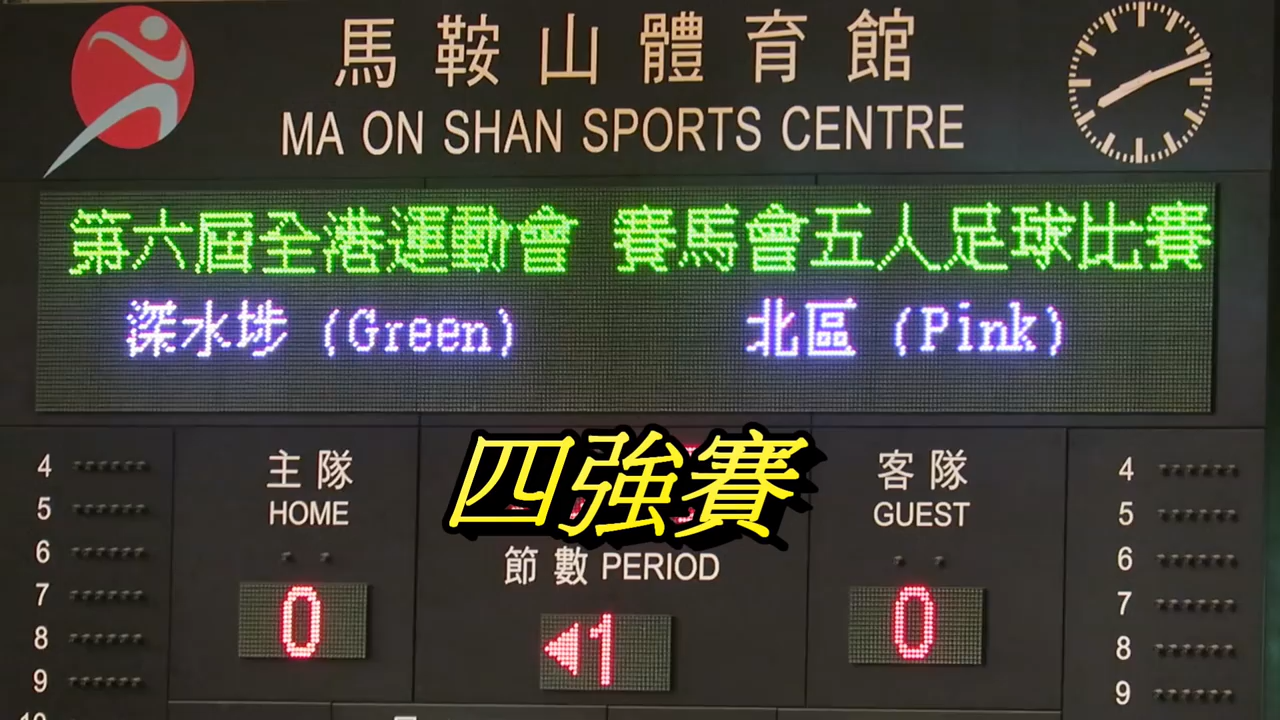 馬鞍山體育館
MA ON SHAN SPORTS CENTRE
第六屆全港運動會 賽馬會五人足球比賽
深水埗 (Green) 北區 (Pink)
四強賽
主隊
HOME
客隊
GUEST
節數 PERIOD
0
1
0
4
5
6
7
8
9
10
4
5
6
7
8
9